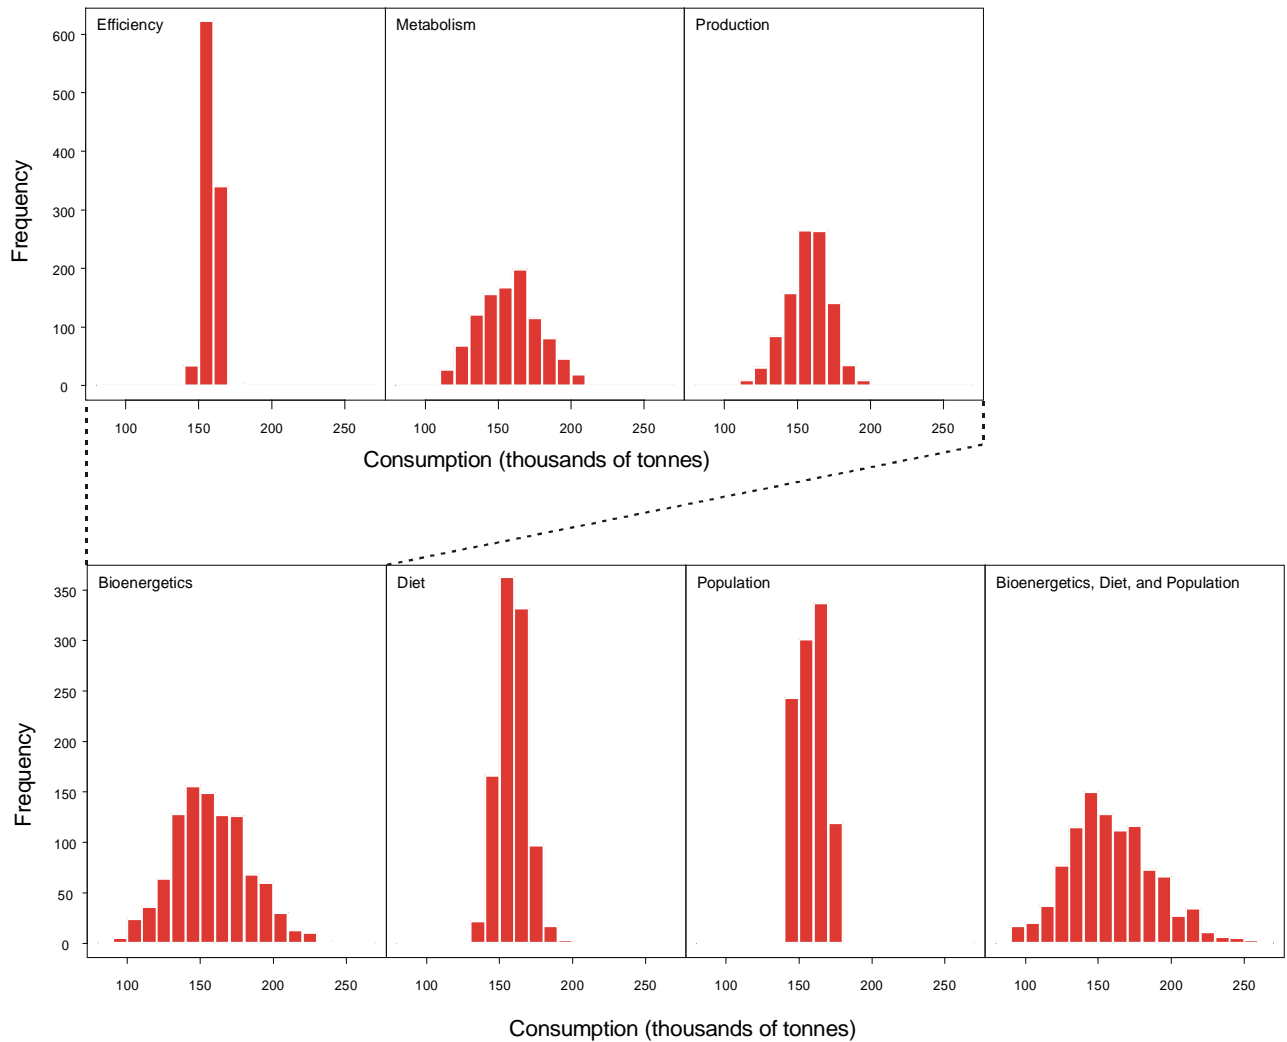 Efficiency
Metabolism
Production
600
500
400
300
200
100
0
Frequency
100 150 200 250 100 150 200 250 100 150 200 250
Consumption (thousands of tonnes)
Bioenergetics
Diet
Population
Bioenergetics, Diet, and Population
350
300
250
200
150
100
50
0
Frequency
100 150 200 250 100 150 200 250 100 150 200 250 100 150 200 250
Consumption (thousands of tonnes)